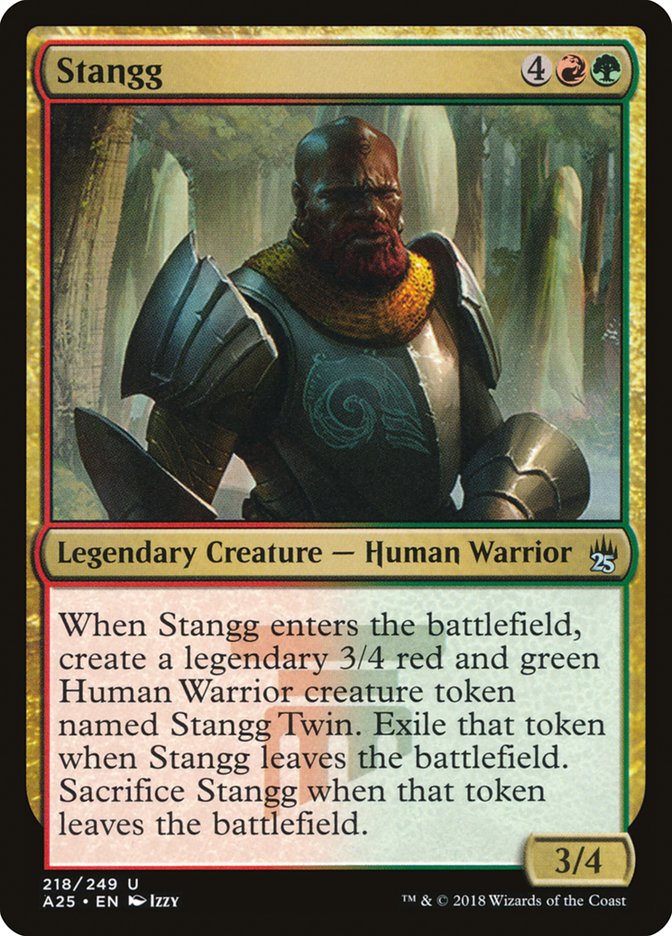 Stangg 4
Legendary Creature — Human Warrior 25
When Stangg enters the battlefield,
create a legendary 3/4 red and green
Human Warrior creature token
named Stangg Twin. Exile that token
when Stangg leaves the battlefield.
Sacrifice Stangg when that token
leaves the battlefield.
3/4
218/249 U
A25 • EN Izzy
™ & © 2018 Wizards of the Coast